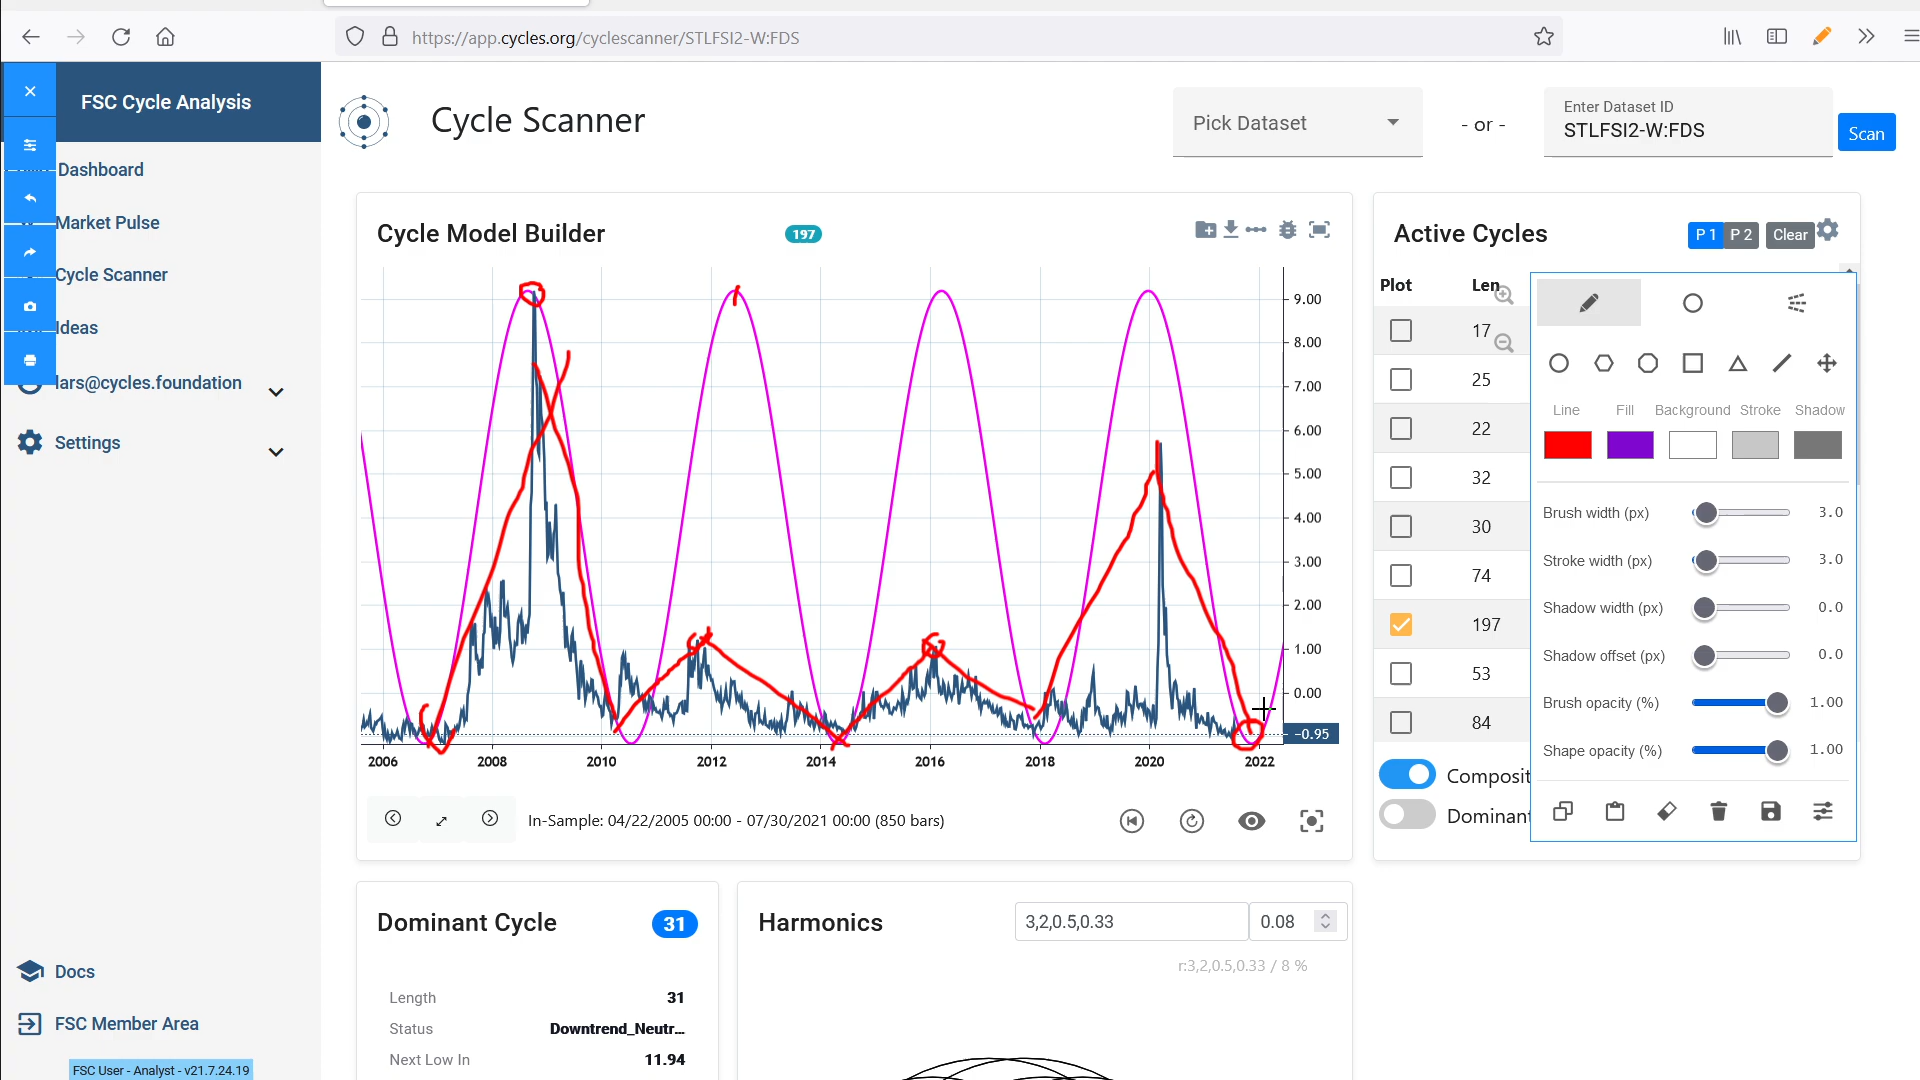 https://app.cycles.org/cyclescanner/STLFSI2-W:FDS
FSC Cycle Analysis
Dashboard
Market Pulse
Cycle Scanner
Ideas
lars@cycles.foundation
Settings
Docs
FSC Member Area
FSC User - Analyst - v21.7.24.19
Cycle Scanner
Pick Dataset
- or -
Enter Dataset ID
STLFSI2-W:FDS
Scan
Cycle Model Builder
197
9.00
8.00
7.00
6.00
5.00
4.00
3.00
2.00
1.00
0.00
-0.95
2006 2008 2010 2012 2014 2016 2018 2020 2022
In-Sample: 04/22/2005 00:00 - 07/30/2021 00:00 (850 bars)
Active Cycles
P 1 P 2 Clear
Plot Len
17
25
22
32
30
74
197
53
84
Composit
Dominant
Line Fill Background Stroke Shadow
Brush width (px) 3.0
Stroke width (px) 3.0
Shadow width (px) 0.0
Shadow offset (px) 0.0
Brush opacity (%) 1.00
Shape opacity (%) 1.00
Dominant Cycle 31
Length 31
Status Downtrend_Neutr...
Next Low In 11.94
Harmonics
3,2,0.5,0.33 0.08
r:3,2,0.5,0.33 / 8 %